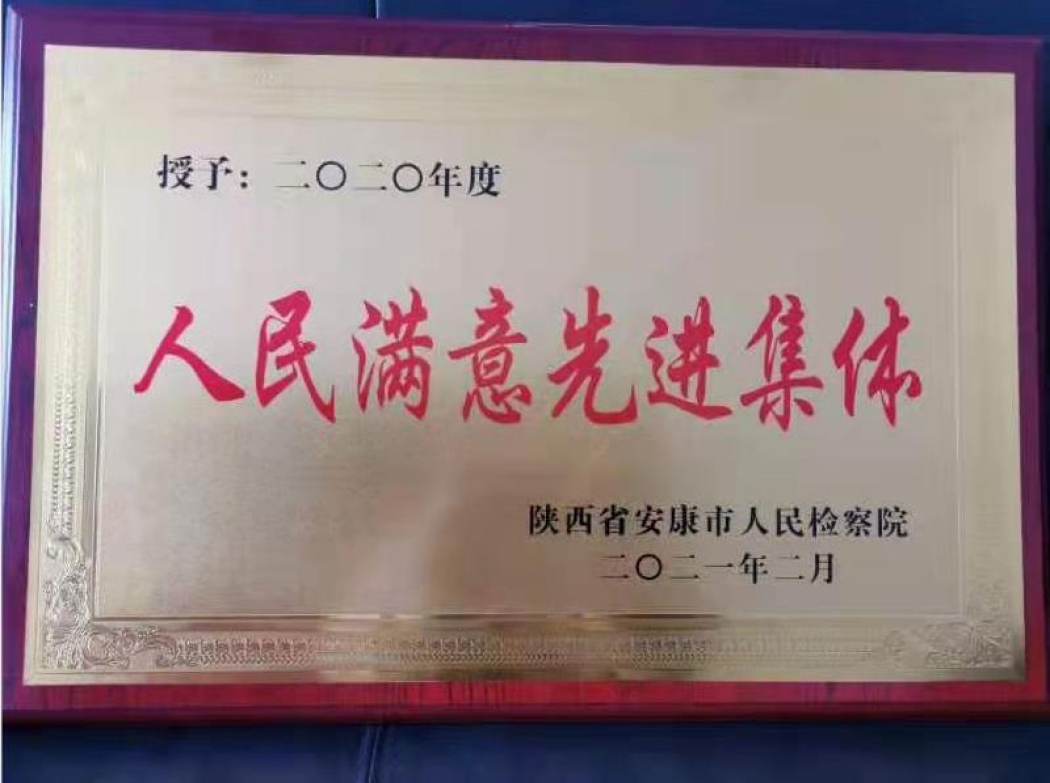 授予：二〇二〇年度
人民满意先进集体
陕西省安康市人民检察院
二〇二一年二月